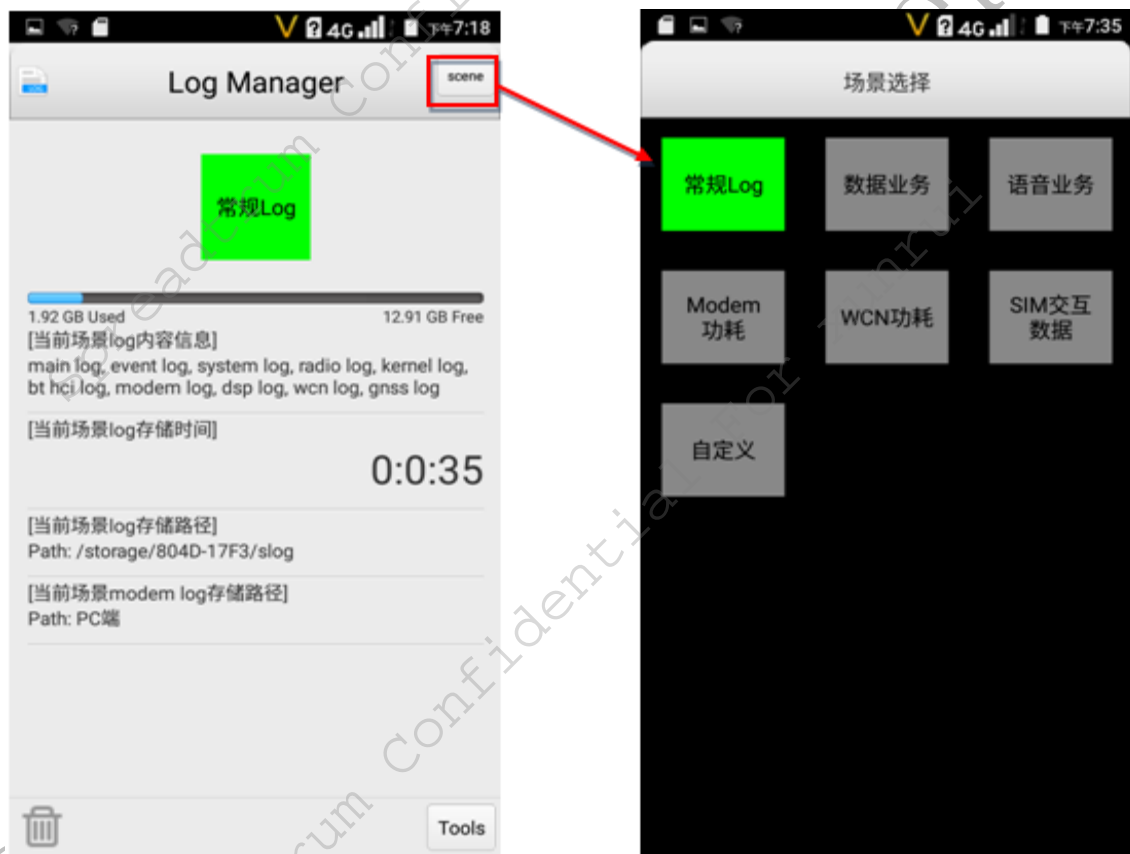 4G 下午7:18
Log Manager
scene
常规Log
1.92 GB Used
12.91 GB Free
[当前场景log内容信息]
main log, event log, system log, radio log, kernel log,
bt hci log, modem log, dsp log, wcn log, gnss log
[当前场景log存储时间]
0:0:35
[当前场景log存储路径]
Path: /storage/804D-17F3/slog
[当前场景modem log存储路径]
Path: PC端
Tools
4G 下午7:35
场景选择
常规Log
数据业务
语音业务
Modem
功耗
WCN功耗
SIM交互
数据
自定义
Spreadtrum Confidential For Xunrui